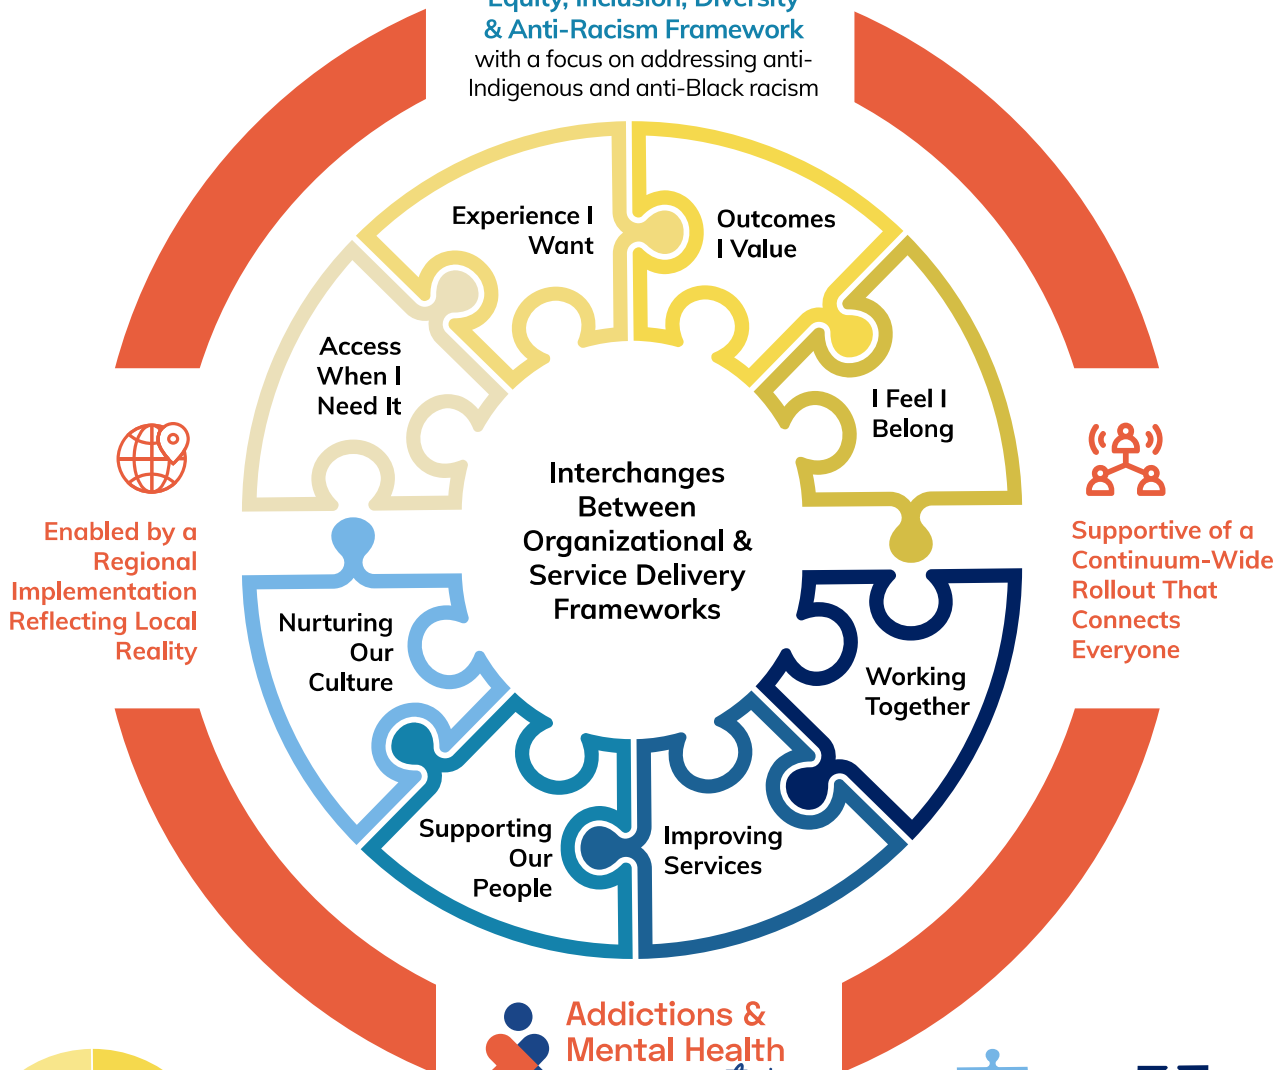 Equity, Inclusion, Diversity
& Anti-Racism Framework
with a focus on addressing anti-
Indigenous and anti-Black racism
Experience I
Want
Outcomes
I Value
Access
When I
Need It
I Feel I
Belong
Interchanges
Between
Organizational &
Service Delivery
Frameworks
Enabled by a
Regional
Implementation
Reflecting Local
Reality
Supportive of a
Continuum-Wide
Rollout That
Connects
Everyone
Nurturing
Our
Culture
Working
Together
Supporting
Our
People
Improving
Services
Addictions &
Mental Health